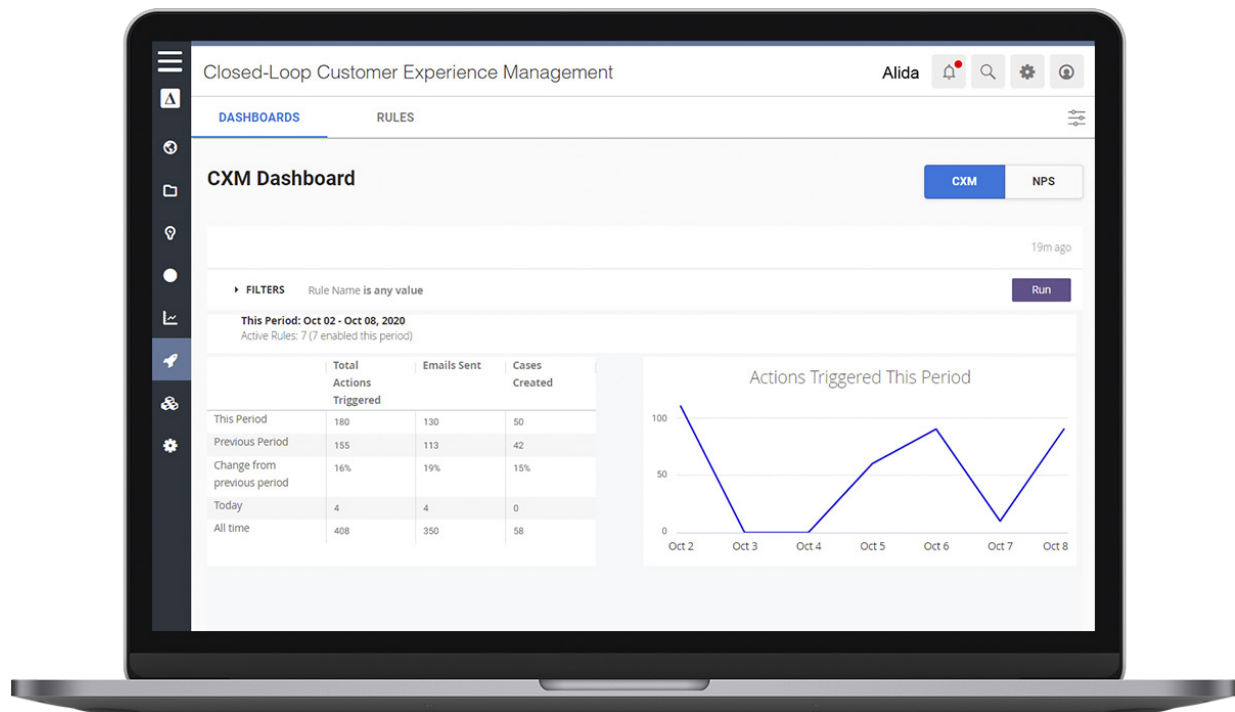 Closed-Loop Customer Experience Management
Alida
DASHBOARDS
RULES
CXM Dashboard
CXM
NPS
19m ago
FILTERS
Rule Name is any value
Run
This Period: Oct 02 - Oct 08, 2020
Active Rules: 7 (7 enabled this period)
Total
Actions
Triggered
Emails Sent
Cases
Created
This Period
180
130
50
Previous Period
155
113
42
Change from
previous period
16%
19%
15%
Today
4
4
0
All time
408
350
58
Actions Triggered This Period
100
50
0
Oct 2
Oct 3
Oct 4
Oct 5
Oct 6
Oct 7
Oct 8